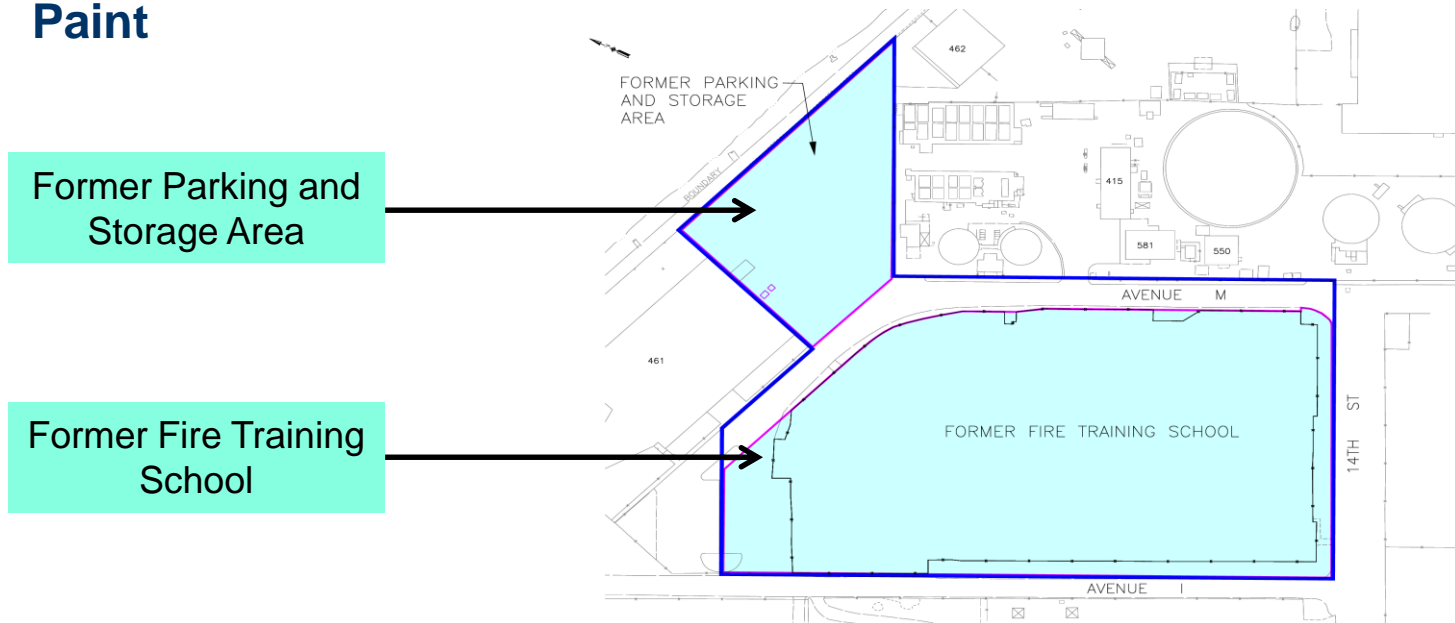 Paint
FORMER PARKING
AND STORAGE
AREA
462
Former Parking and
Storage Area
BOUNDARY
415
581
550
AVENUE M
461
Former Fire Training
School
FORMER FIRE TRAINING SCHOOL
14TH ST
AVENUE I